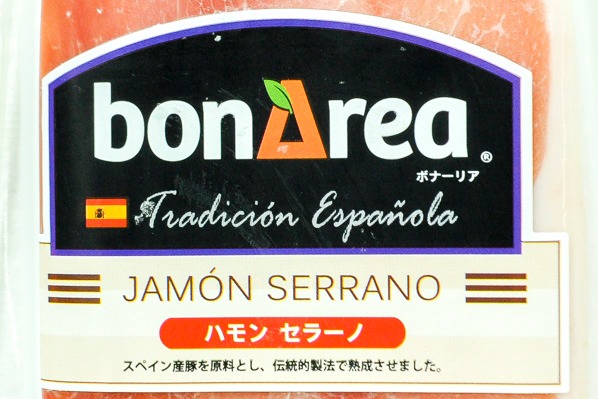 bonArea®
ボナーリア
Tradición Española
JAMÓN SERRANO
ハモン セラーノ
スペイン産豚を原料とし、伝統的製法で熟成させました。